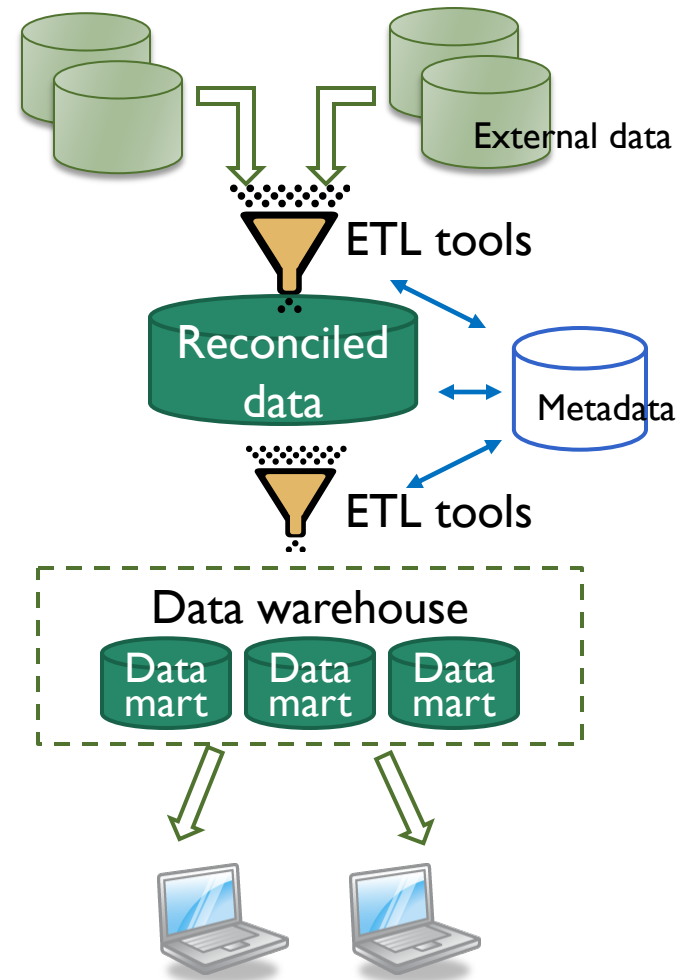 External data
ETL tools
Reconciled
data
Metadata
ETL tools
Data warehouse
Data
mart
Data
mart
Data
mart